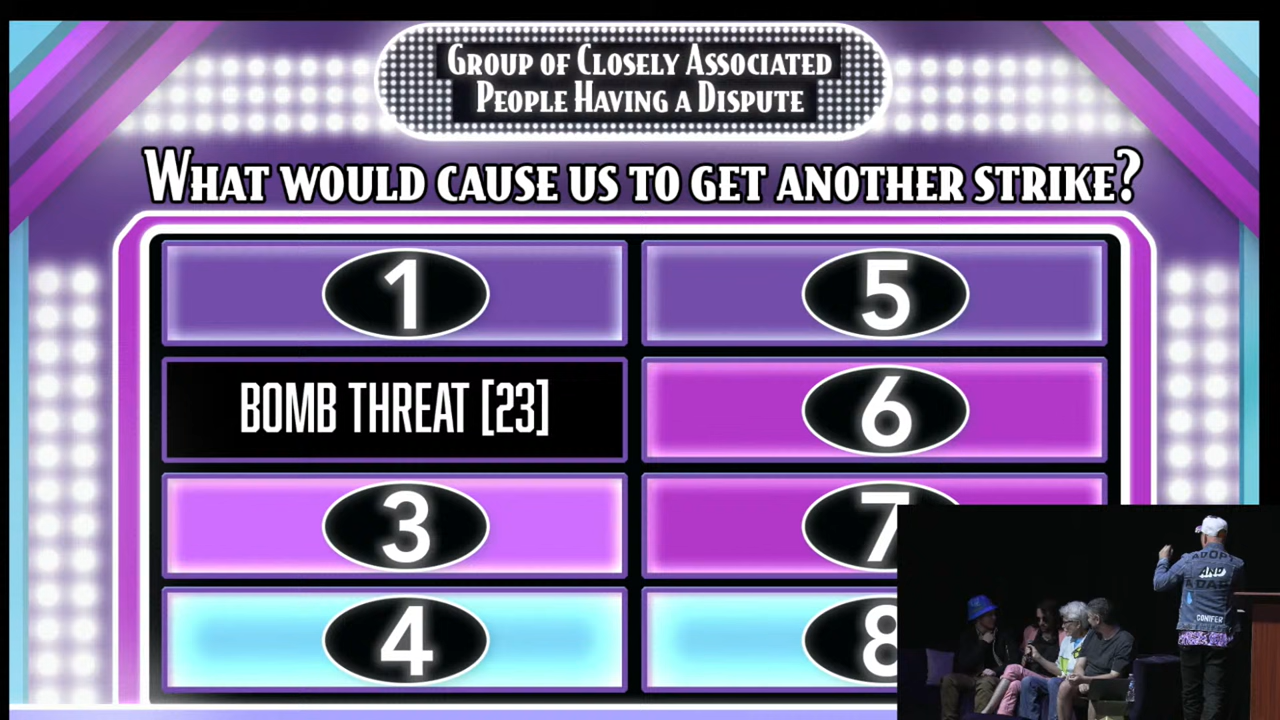 GROUP OF CLOSELY ASSOCIATED
PEOPLE HAVING A DISPUTE
WHAT WOULD CAUSE US TO GET ANOTHER STRIKE?
1
5
BOMB THREAT [23]
6
3
7
4
8
ADOPT
AND
ADAPT
CONIFER